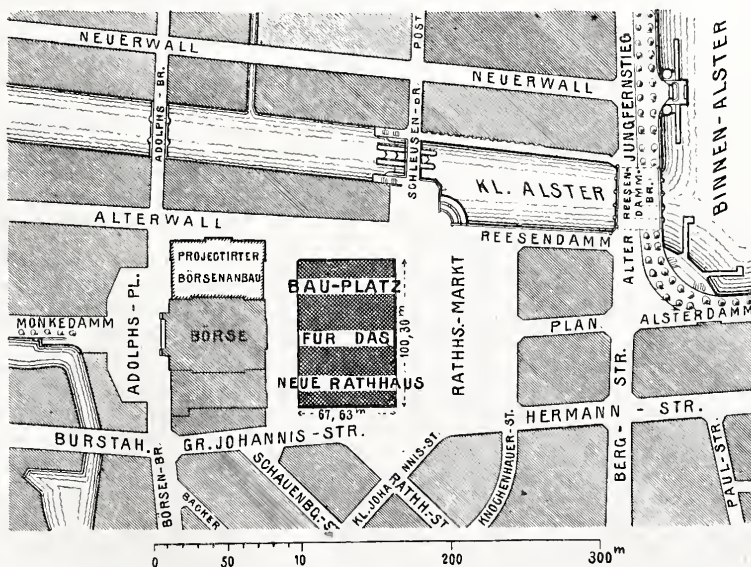 NEUERWALL
POST
NEUERWALL
ADOLPHS-BR.
SCHLEUSEN-BR.
JUNGFERNSTIEG
BINNEN-ALSTER
KL. ALSTER
REESEN-
DAMM-
BR.
ALTERWALL
REESENDAMM
ALTER
PROJECTIRTER
BÖRSENANBAU
BAU-PLATZ
FÜR DAS
NEUE RATHHAUS
100,30 m
67,63 m
RATHHS.-MARKT
ADOLPHS-PL.
MÖNKEDAMM
BÖRSE
PLAN.
ALSTERDAMM
BURSTAH.
GR. JOHANNIS-STR.
HERMANN-STR.
BERG-STR.
PAUL-STR.
BÖRSEN-BR.
BÄCKER
SCHAUENBG.-S
KL. JOHANNIS-ST.
RATHH.-ST
KNOCHENHAUER-ST.
0 50 10 200 300 m